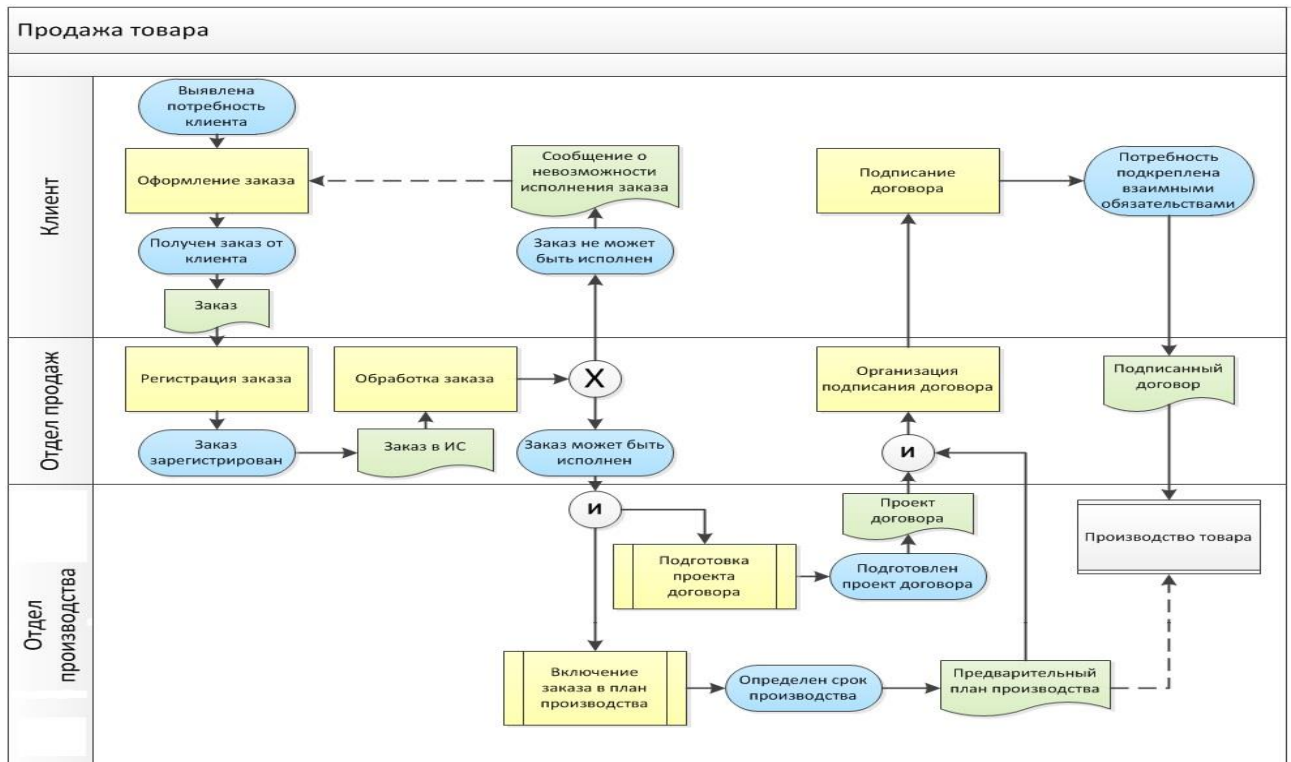 Продажа товара
Клиент
Выявлена
потребность
клиента
Оформление заказа
Получен заказ от
клиента
Заказ
Сообщение о
невозможности
исполнения заказа
Заказ не может
быть исполнен
Подписание
договора
Потребность
подкреплена
взаимными
обязательствами
Отдел продаж
Регистрация заказа
Заказ
зарегистрирован
Обработка заказа
Заказ в ИС
X
Заказ может быть
исполнен
Организация
подписания договора
и
Подписанный
договор
Отдел
производства
и
Подготовка
проекта
договора
Подготовлен
проект договора
Проект
договора
Производство товара
Включение
заказа в план
производства
Определен срок
производства
Предварительный
план производства